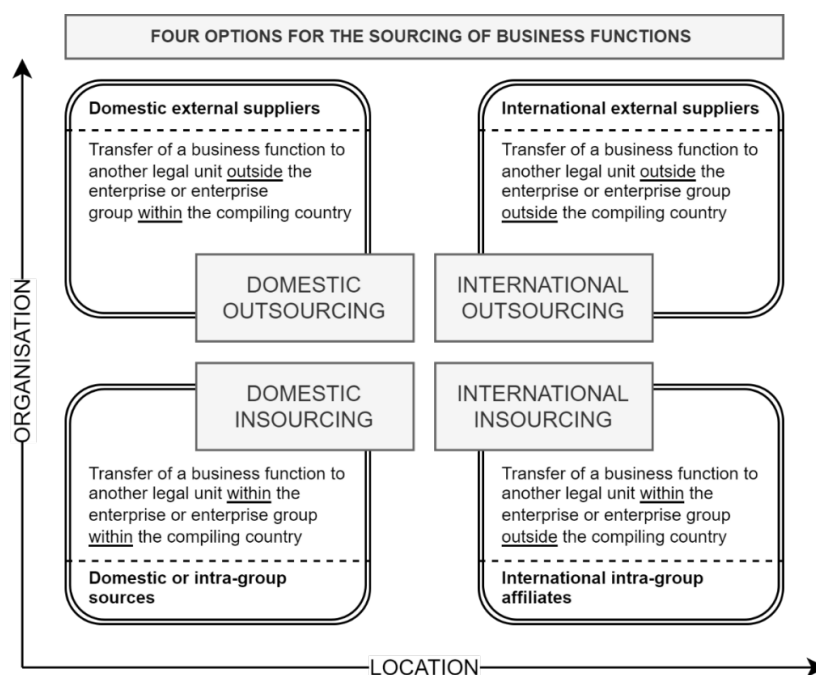 FOUR OPTIONS FOR THE SOURCING OF BUSINESS FUNCTIONS
ORGANISATION
Domestic external suppliers
Transfer of a business function to
another legal unit outside the
enterprise or enterprise
group within the compiling country
DOMESTIC
OUTSOURCING
International external suppliers
Transfer of a business function to
another legal unit outside the
enterprise or enterprise group
outside the compiling country
INTERNATIONAL
OUTSOURCING
DOMESTIC
INSOURCING
Transfer of a business function to
another legal unit within the
enterprise or enterprise group
within the compiling country
Domestic or intra-group
sources
INTERNATIONAL
INSOURCING
Transfer of a business function to
another legal unit within the
enterprise or enterprise group
outside the compiling country
International intra-group
affiliates
LOCATION